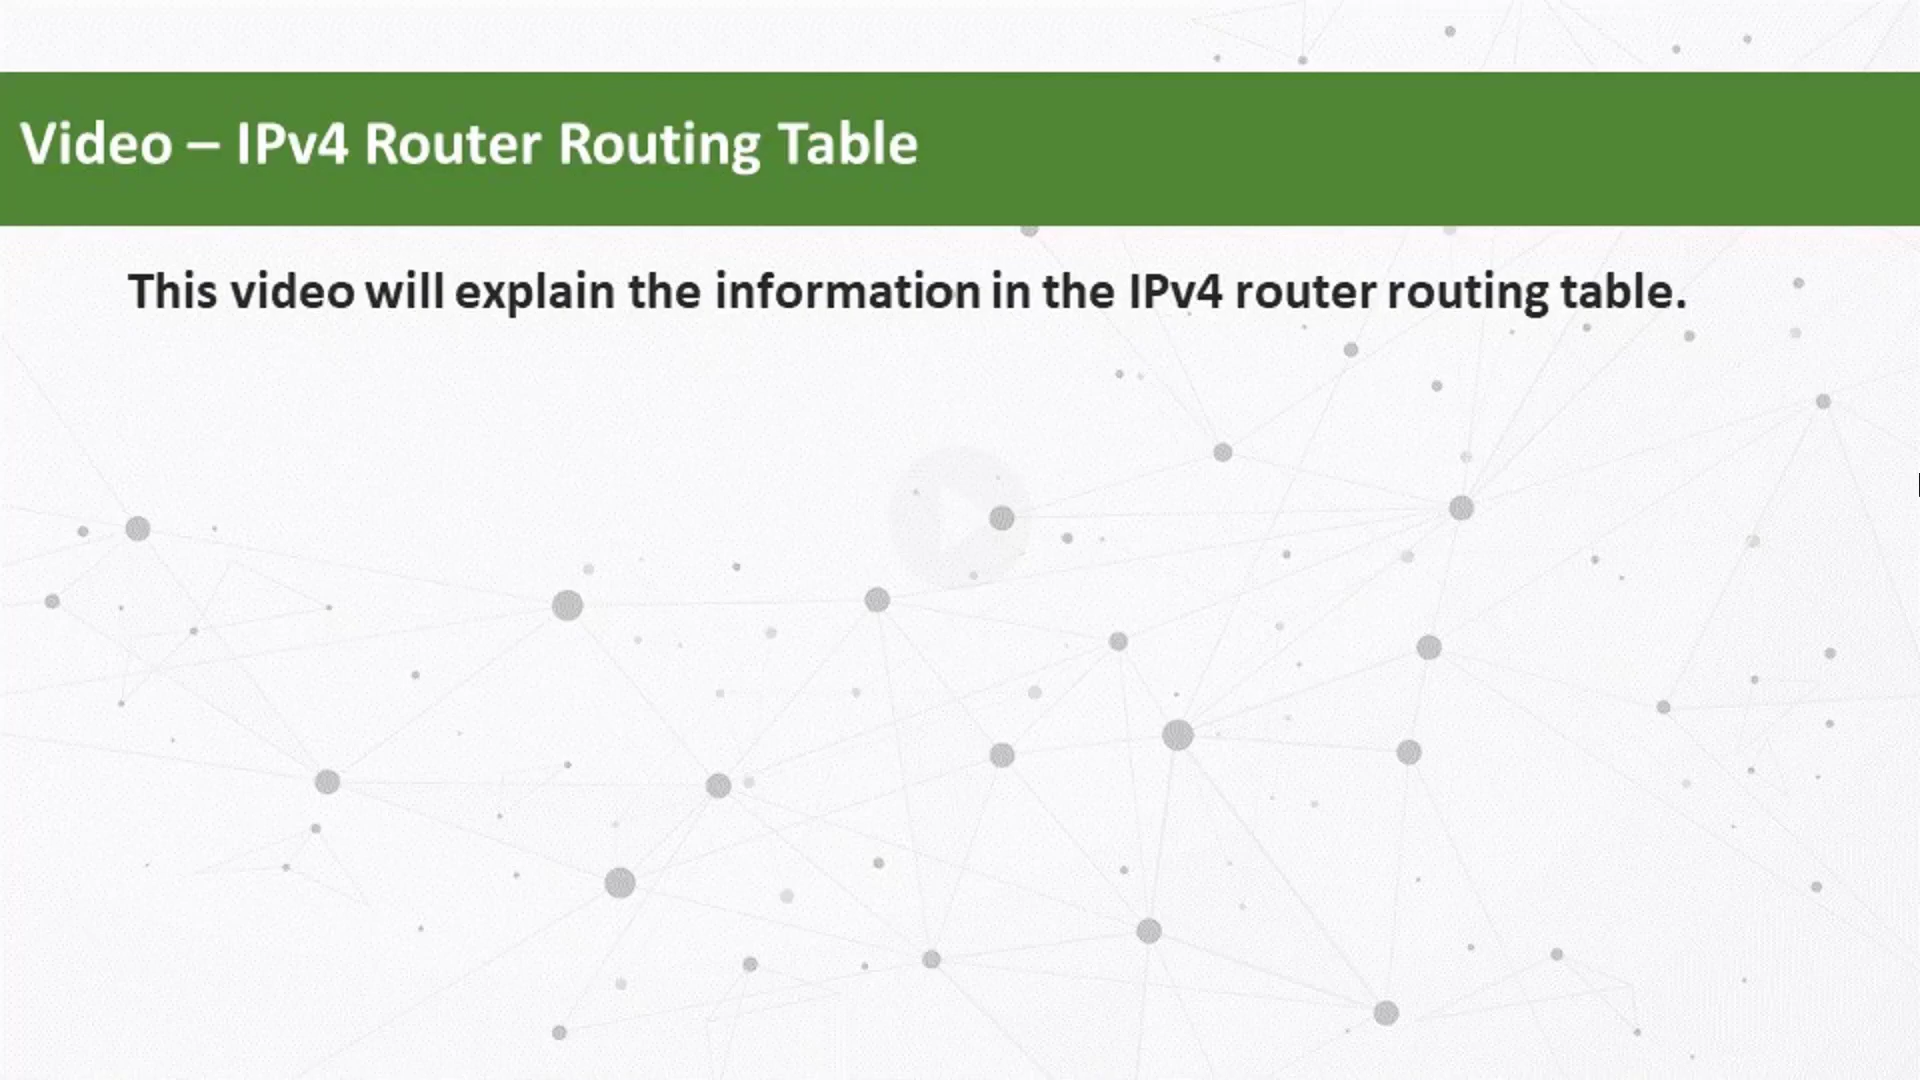 Video – IPv4 Router Routing Table
This video will explain the information in the IPv4 router routing table.